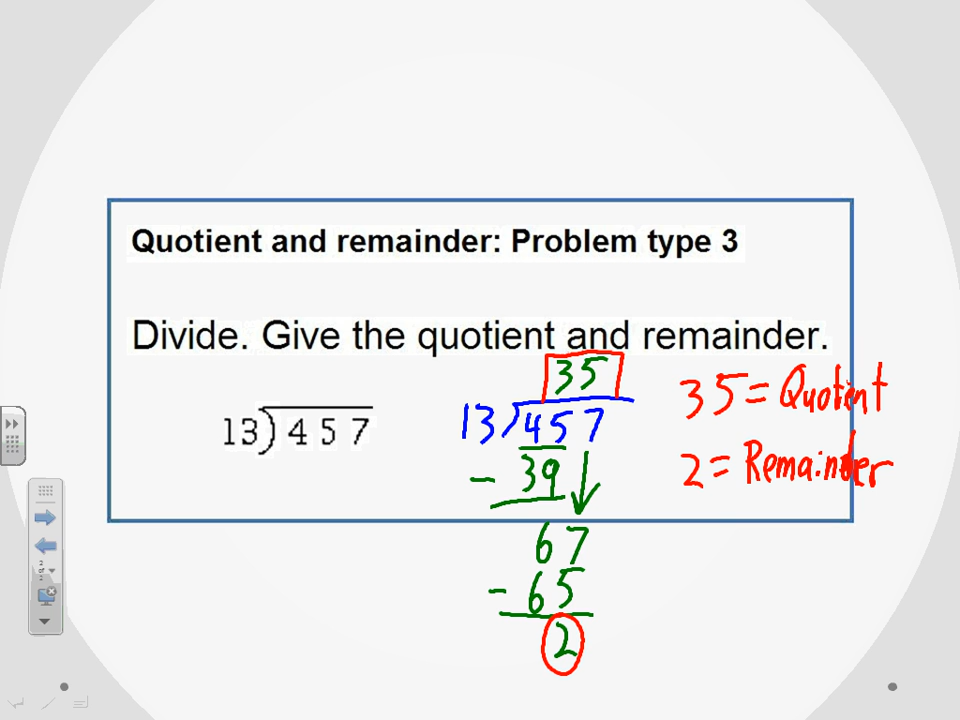 Quotient and remainder: Problem type 3
Divide. Give the quotient and remainder.
35
13)457
13)457
- 39
67
- 65
2
35 = Quotient
2 = Remainder